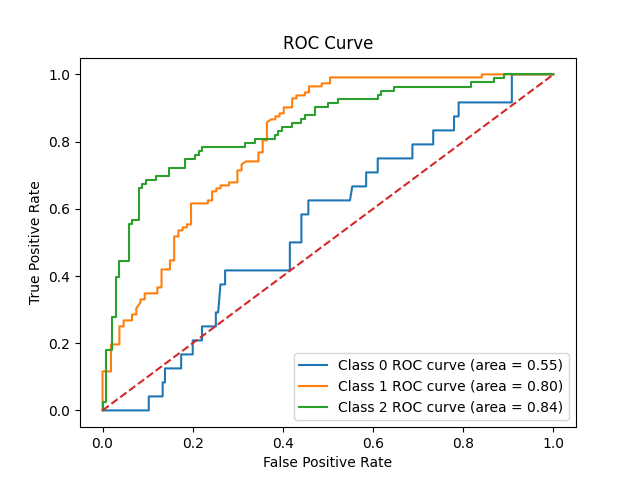 ROC Curve
True Positive Rate
1.0
0.8
0.6
0.4
0.2
0.0
Class 0 ROC curve (area = 0.55)
Class 1 ROC curve (area = 0.80)
Class 2 ROC curve (area = 0.84)
0.0 0.2 0.4 0.6 0.8 1.0
False Positive Rate